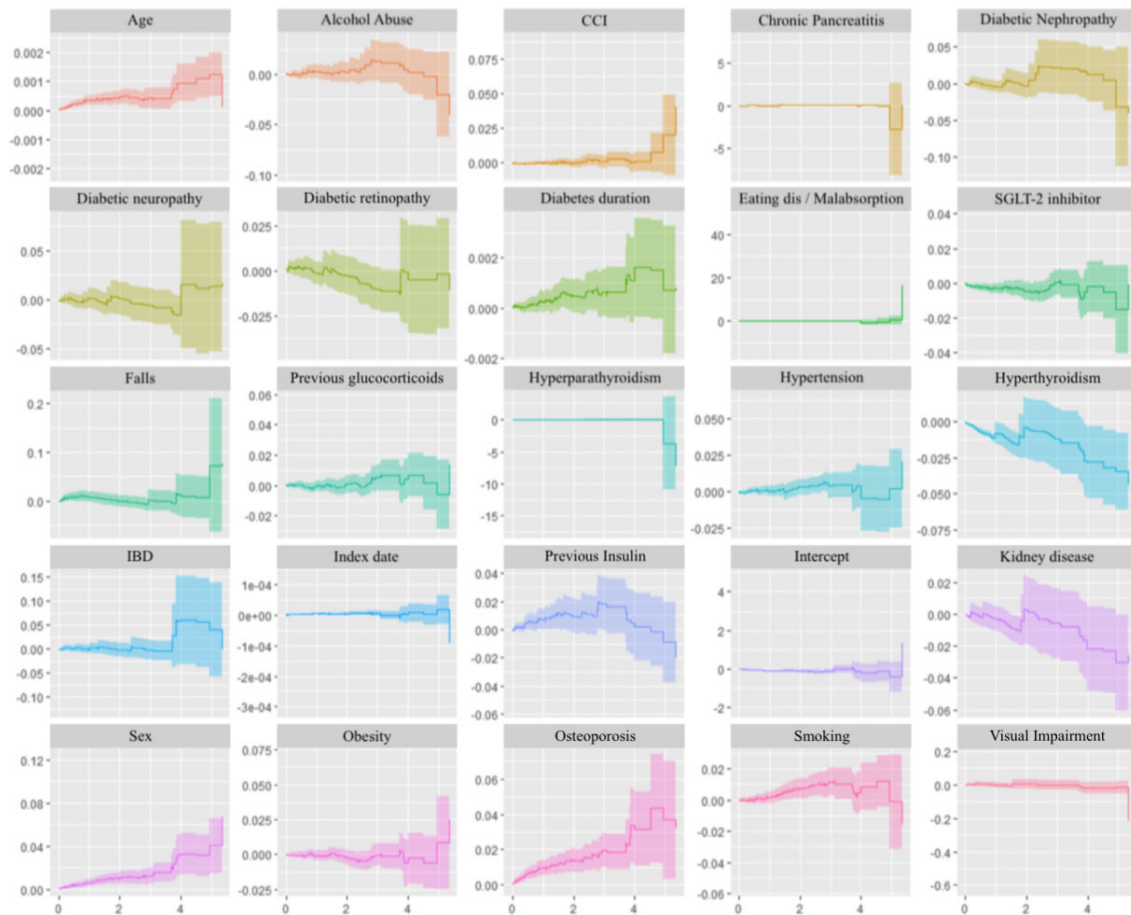 Age
0.002
0.001
0.000
-0.001
-0.002
Alcohol Abuse
0.00
-0.05
-0.10
CCI
0.075
0.050
0.025
0.000
Chronic Pancreatitis
5
0
-5
Diabetic Nephropathy
0.05
0.00
-0.05
-0.10
Diabetic neuropathy
0.05
0.00
-0.05
Diabetic retinopathy
0.025
0.000
-0.025
Diabetes duration
0.002
0.000
-0.002
Eating dis / Malabsorption
40
20
0
SGLT-2 inhibitor
0.04
0.02
0.00
-0.02
-0.04
Falls
0.2
0.1
0.0
Previous glucocorticoids
0.06
0.04
0.02
0.00
-0.02
Hyperparathyroidism
0
-5
-10
-15
Hypertension
0.050
0.025
0.000
-0.025
Hyperthyroidism
0.000
-0.025
-0.050
-0.075
IBD
0.15
0.10
0.05
0.00
-0.05
-0.10
Index date
1e-04
0e+00
-1e-04
-2e-04
-3e-04
Previous Insulin
0.04
0.02
0.00
-0.02
-0.04
-0.06
Intercept
4
2
0
-2
Kidney disease
0.02
0.00
-0.02
-0.04
-0.06
Sex
0.12
0.08
0.04
0.00
0 2 4
Obesity
0.075
0.050
0.025
0.000
-0.025
0 2 4
Osteoporosis
0.06
0.04
0.02
0.00
0 2 4
Smoking
0.02
0.00
-0.02
-0.04
-0.06
0 2 4
Visual Impairment
0.2
0.0
-0.2
-0.4
-0.6
0 2 4